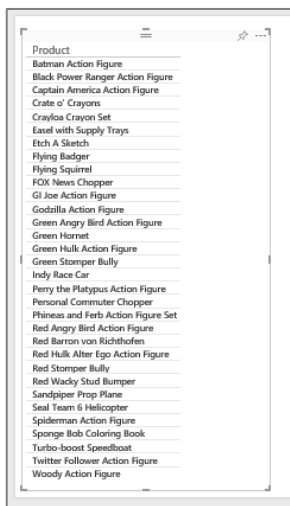 Product
Batman Action Figure
Black Power Ranger Action Figure
Captain America Action Figure
Crate o' Crayons
Crayloa Crayon Set
Easel with Supply Trays
Etch A Sketch
Flying Badger
Flying Squirrel
FOX News Chopper
GI Joe Action Figure
Godzilla Action Figure
Green Angry Bird Action Figure
Green Hornet
Green Hulk Action Figure
Green Stomper Bully
Indy Race Car
Perry the Platypus Action Figure
Personal Commuter Chopper
Phineas and Ferb Action Figure Set
Red Angry Bird Action Figure
Red Barron von Richthofen
Red Hulk Alter Ego Action Figure
Red Stomper Bully
Red Wacky Stud Bumper
Sandpiper Prop Plane
Seal Team 6 Helicopter
Spiderman Action Figure
Sponge Bob Coloring Book
Turbo-boost Speedboat
Twitter Follower Action Figure
Woody Action Figure